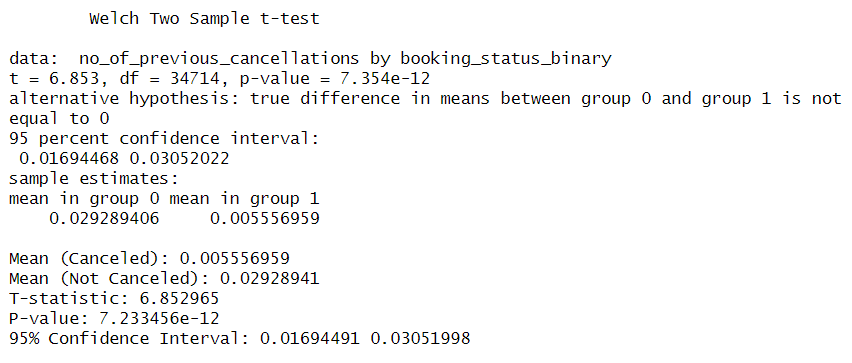 Welch Two Sample t-test
data:  no_of_previous_cancellations by booking_status_binary
t = 6.853, df = 34714, p-value = 7.354e-12
alternative hypothesis: true difference in means between group 0 and group 1 is not
equal to 0
95 percent confidence interval:
0.01694468 0.03052022
sample estimates:
mean in group 0 mean in group 1
0.029289406     0.005556959
Mean (Canceled): 0.005556959
Mean (Not Canceled): 0.02928941
T-statistic: 6.852965
P-value: 7.233456e-12
95% Confidence Interval: 0.01694491 0.03051998